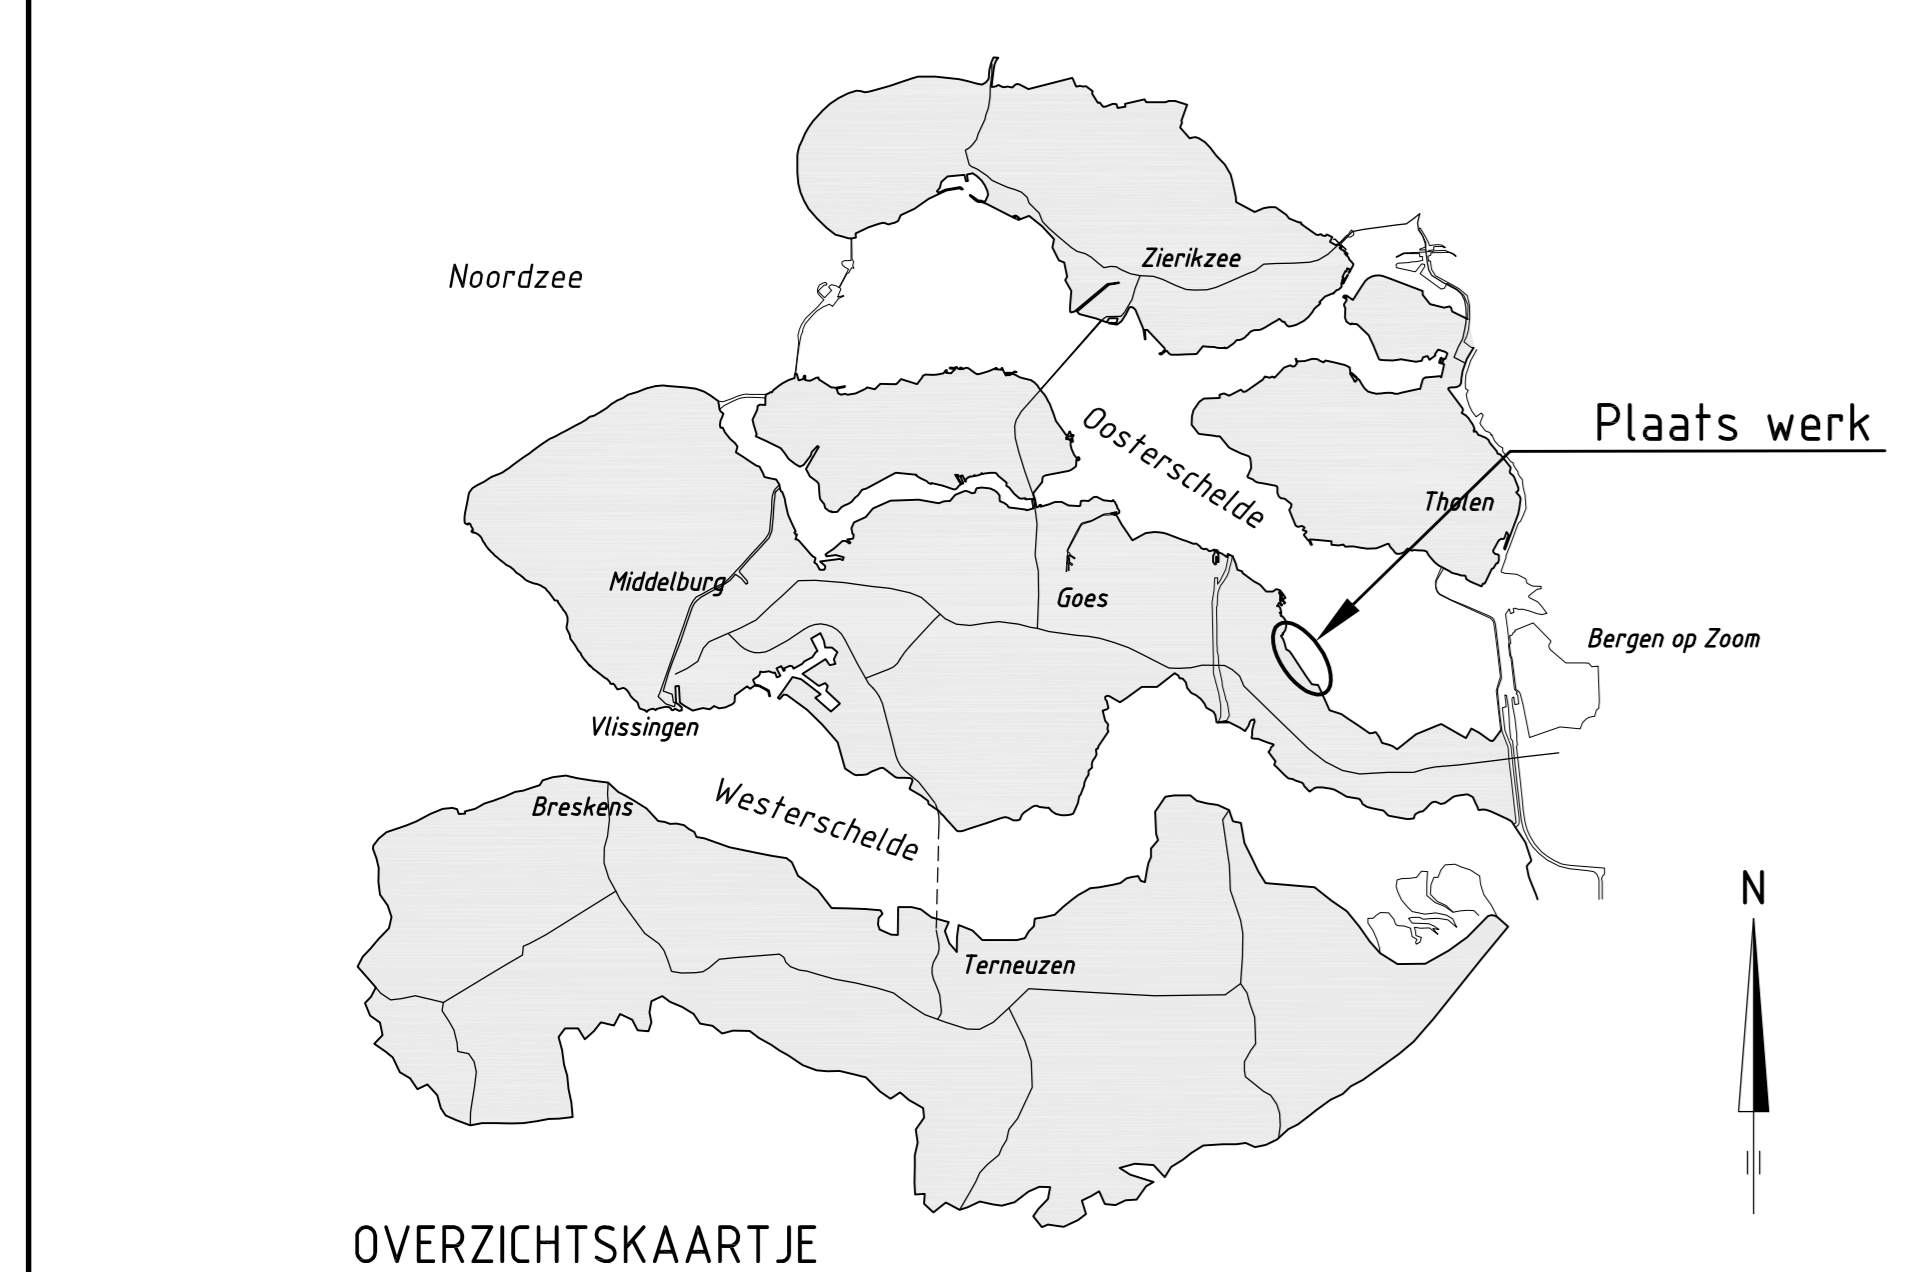 Zierikzee
Noordzee
Plaats werk
Oosterschelde
Tholen
Middelburg
Goes
Bergen op Zoom
Vlissingen
Westerschelde
Breskens
N
Terneuzen
OVERZICHTSKAARTJE